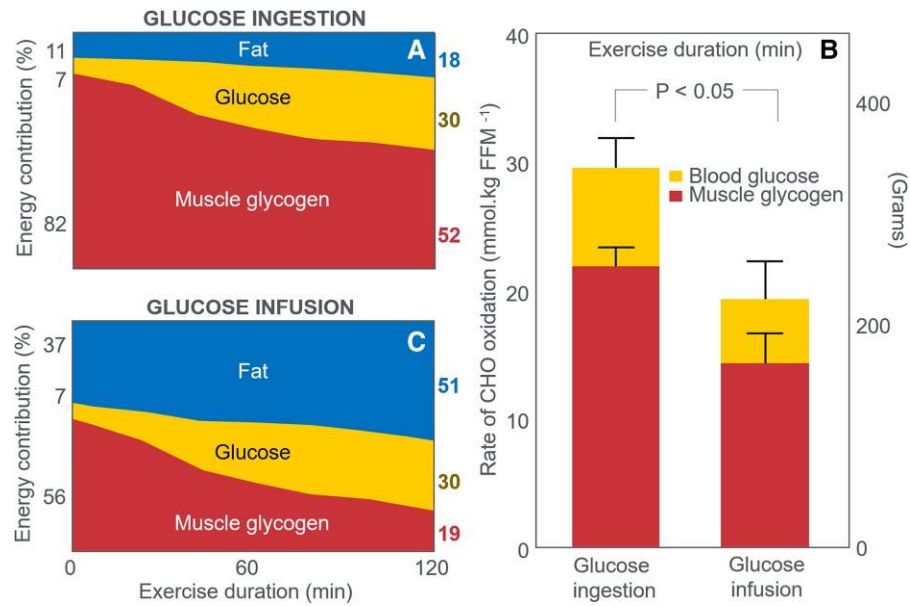 GLUCOSE INGESTION
A
Energy contribution (%)
11
7
82
Fat
Glucose
Muscle glycogen
18
30
52
GLUCOSE INFUSION
C
Energy contribution (%)
37
7
56
Fat
Glucose
Muscle glycogen
51
30
19
0
60
120
Exercise duration (min)
B
Exercise duration (min)
P < 0.05
Blood glucose
Muscle glycogen
Rate of CHO oxidation (mmol.kg FFM ⁻¹)
40
30
20
10
0
(Grams)
400
200
0
Glucose
ingestion
Glucose
infusion